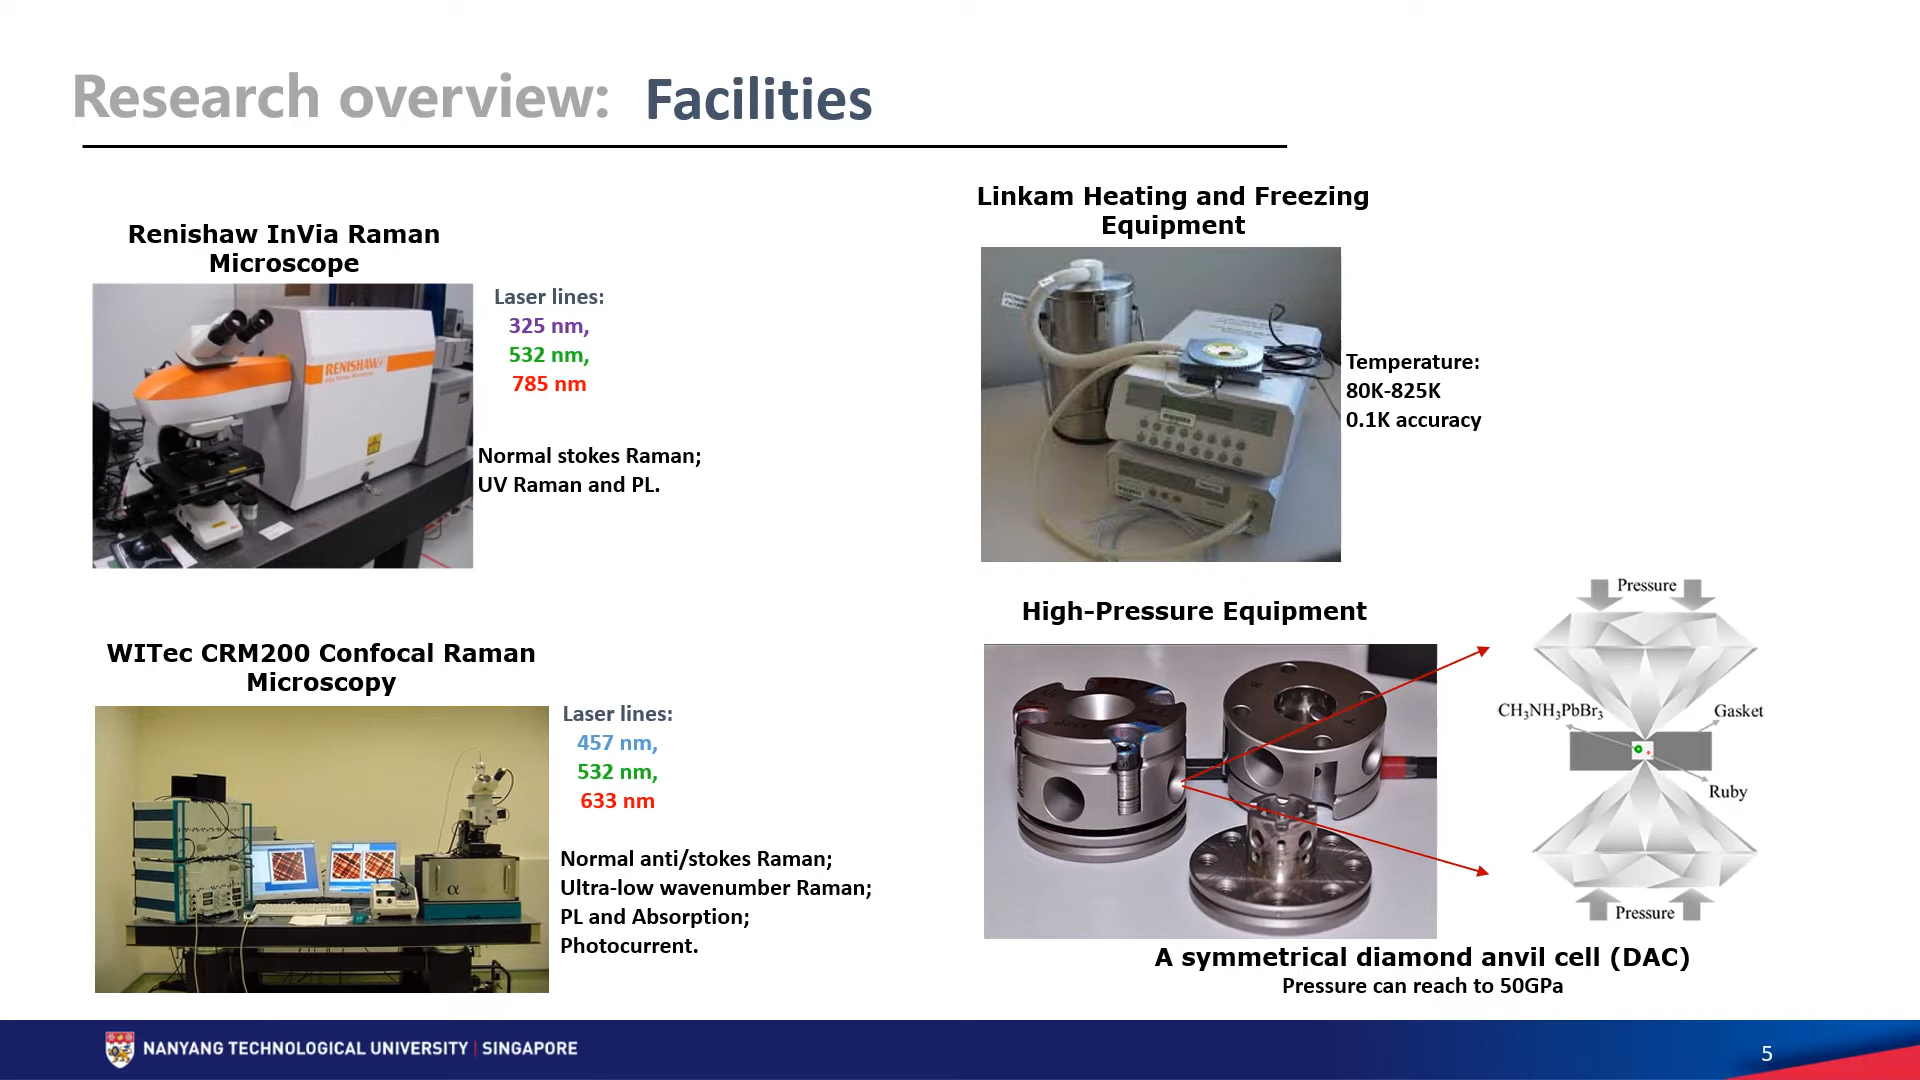 Research overview: Facilities
Renishaw InVia Raman
Microscope
RENISHAW
Laser lines:
325 nm,
532 nm,
785 nm
Normal stokes Raman;
UV Raman and PL.
WITec CRM200 Confocal Raman
Microscopy
α
Laser lines:
457 nm,
532 nm,
633 nm
Normal anti/stokes Raman;
Ultra-low wavenumber Raman;
PL and Absorption;
Photocurrent.
Linkam Heating and Freezing
Equipment
Temperature:
80K-825K
0.1K accuracy
High-Pressure Equipment
Pressure
CH₃NH₃PbBr₃
Gasket
Ruby
Pressure
A symmetrical diamond anvil cell (DAC)
Pressure can reach to 50GPa
NANYANG TECHNOLOGICAL UNIVERSITY | SINGAPORE
5